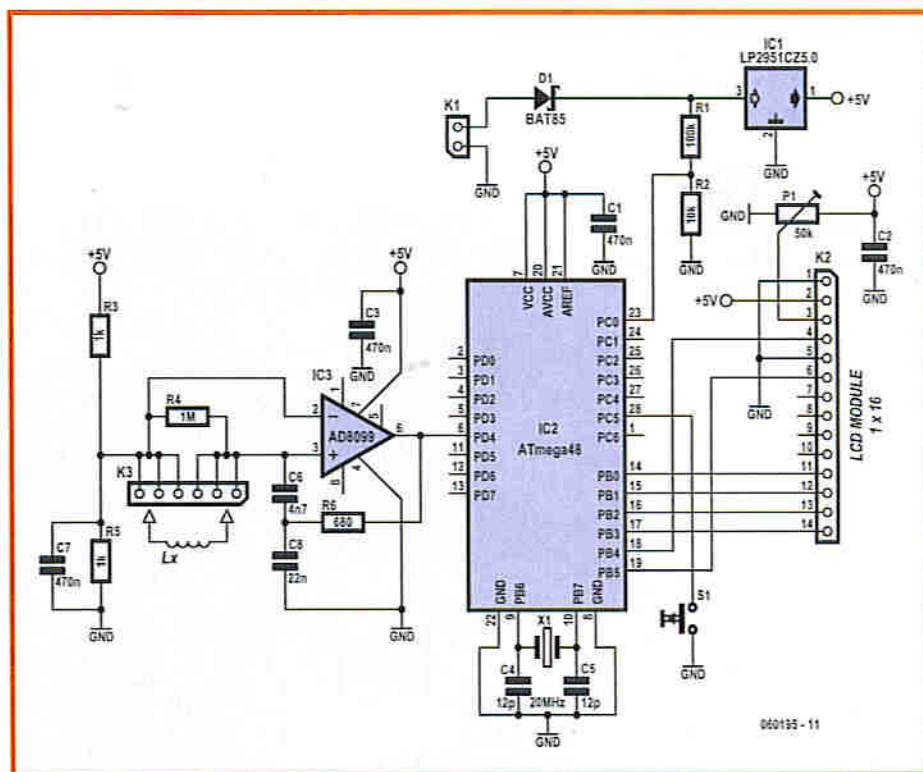 IC1
LP2951CZ5.0
D1
BAT85
K1
3
1
+5V
2
GND
R1
100k
R2
10k
GND
GND
+5V
C1
470n
GND
+5V
P1
GND
50k
C2
470n
GND
K2
+5V
1
2
3
4
5
6
7
8
9
10
11
12
13
14
LCD MODULE
1 x 16
+5V
R3
1k
+5V
C3
470n
GND
IC3
AD8099
1
7
5
2
3
6
4
8
R4
1M
K3
Lx
C6
4n7
R6
680
C8
22n
C7
470n
R5
1k
GND
GND
GND
7
20
21
VCC
AVCC
AREF
2
PD0
3
PD1
4
PD2
5
PD3
6
PD4
11
PD5
12
PD6
13
PD7
IC2
ATmega48
PC0
23
PC1
24
PC2
25
PC3
26
PC4
27
PC5
28
PC6
1
PB0
14
PB1
15
PB2
16
PB3
17
PB4
18
PB5
19
GND
PB6
PB7
GND
22
9
10
8
X1
20MHz
C4
12p
C5
12p
GND
S1
GND
060195 - 11